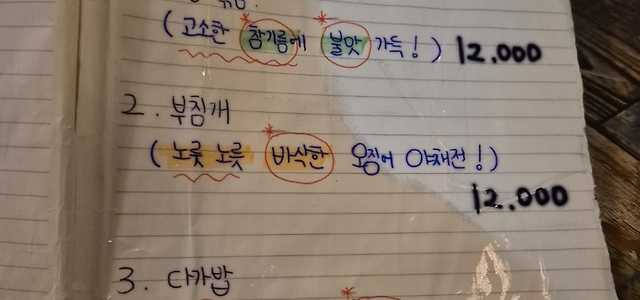 (고소한 참기름에 불맛 가득!) 12.000
2. 부침개
(노릇 노릇 바삭한 오징어 야채전!)
12.000
3. 다가밥